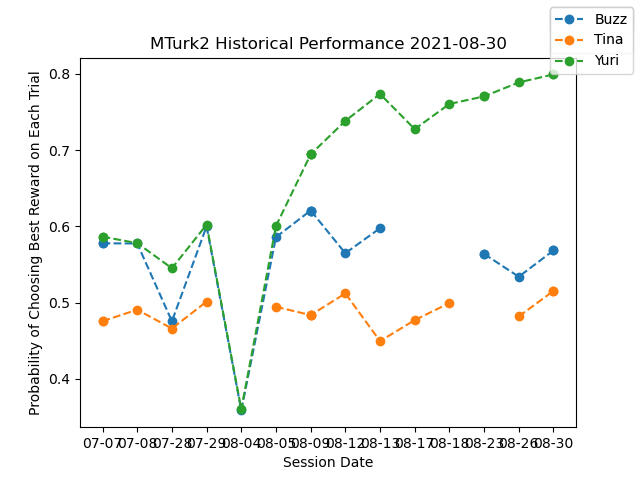 MTurk2 Historical Performance 2021-08-30
Buzz
Tina
Yuri
Probability of Choosing Best Reward on Each Trial
0.8
0.7
0.6
0.5
0.4
07-07 07-08 07-28 07-29 08-04 08-05 08-09 08-12 08-13 08-17 08-18 08-23 08-26 08-30
Session Date